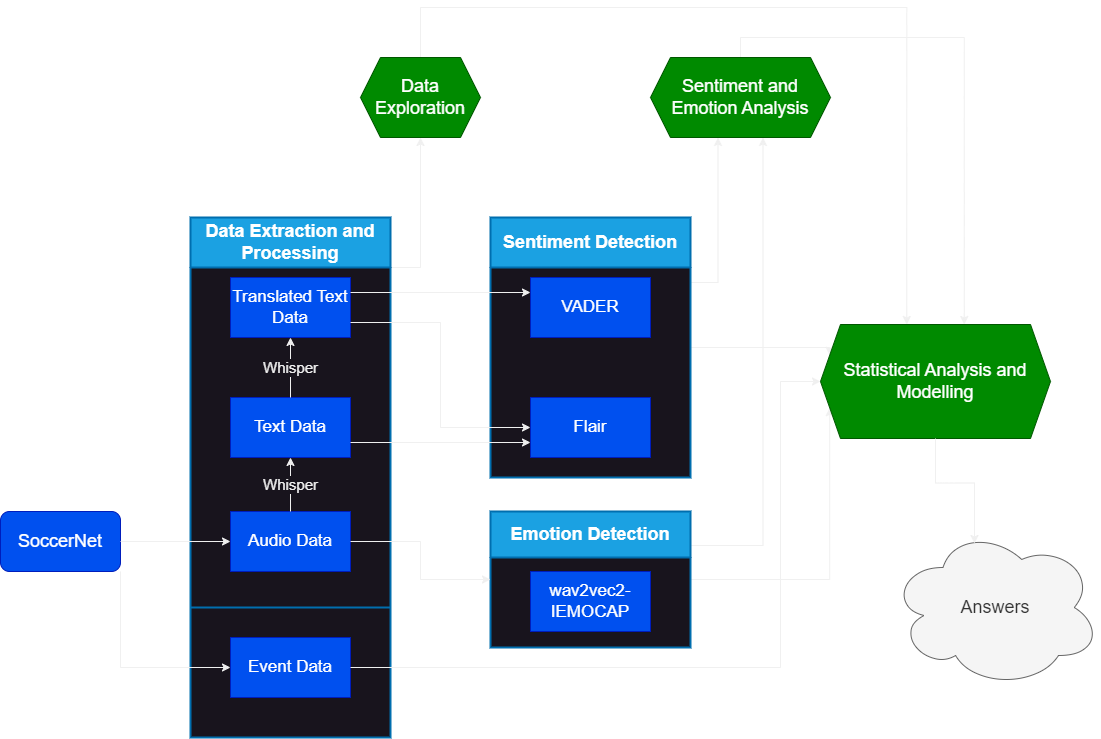 Data
Exploration
Sentiment and
Emotion Analysis
Data Extraction and
Processing
Sentiment Detection
Translated Text
Data
VADER
Whisper
Statistical Analysis and
Modelling
Text Data
Flair
Whisper
SoccerNet
Audio Data
Emotion Detection
wav2vec2-
IEMOCAP
Answers
Event Data